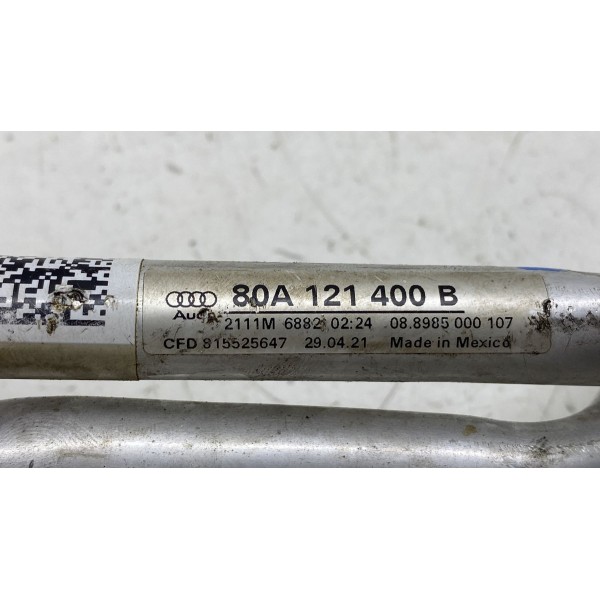 80A 121 400 B
Audi 2111M 6882 02:24 08.8985 000 107
CFD 815525647 29.04.21 Made in Mexico